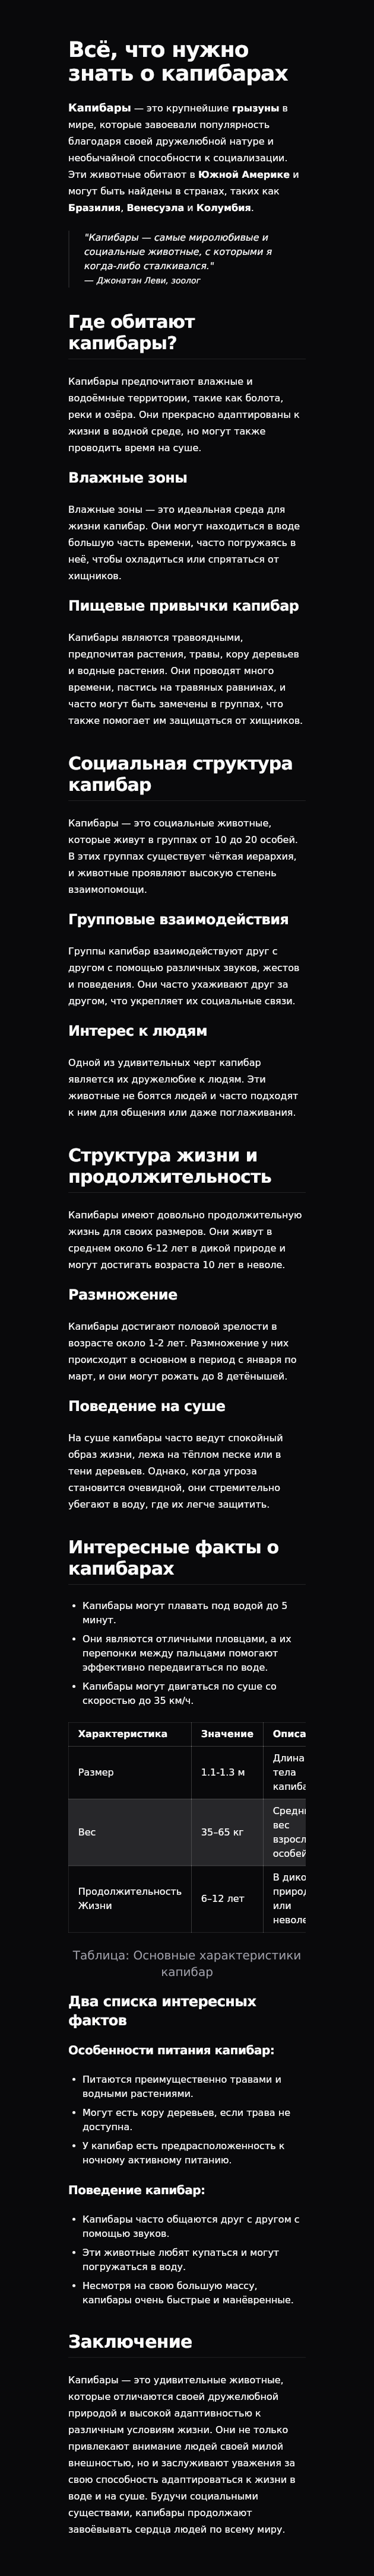 Всё, что нужно
знать о капибарах
Капибары — это крупнейшие грызуны в
мире, которые завоевали популярность
благодаря своей дружелюбной натуре и
необычайной способности к социализации.
Эти животные обитают в Южной Америке и
могут быть найдены в странах, таких как
Бразилия, Венесуэла и Колумбия.
"Капибары — самые миролюбивые и
социальные животные, с которыми я
когда-либо сталкивался."
— Джонатан Леви, зоолог
Где обитают
капибары?
Капибары предпочитают влажные и
водоёмные территории, такие как болота,
реки и озёра. Они прекрасно адаптированы к
жизни в водной среде, но могут также
проводить время на суше.
Влажные зоны
Влажные зоны — это идеальная среда для
жизни капибар. Они могут находиться в воде
большую часть времени, часто погружаясь в
неё, чтобы охладиться или спрятаться от
хищников.
Пищевые привычки капибар
Капибары являются травоядными,
предпочитая растения, травы, кору деревьев
и водные растения. Они проводят много
времени, пастись на травяных равнинах, и
часто могут быть замечены в группах, что
также помогает им защищаться от хищников.
Социальная структура
капибар
Капибары — это социальные животные,
которые живут в группах от 10 до 20 особей.
В этих группах существует чёткая иерархия,
и животные проявляют высокую степень
взаимопомощи.
Групповые взаимодействия
Группы капибар взаимодействуют друг с
другом с помощью различных звуков, жестов
и поведения. Они часто ухаживают друг за
другом, что укрепляет их социальные связи.
Интерес к людям
Одной из удивительных черт капибар
является их дружелюбие к людям. Эти
животные не боятся людей и часто подходят
к ним для общения или даже поглаживания.
Структура жизни и
продолжительность
Капибары имеют довольно продолжительную
жизнь для своих размеров. Они живут в
среднем около 6-12 лет в дикой природе и
могут достигать возраста 10 лет в неволе.
Размножение
Капибары достигают половой зрелости в
возрасте около 1-2 лет. Размножение у них
происходит в основном в период с января по
март, и они могут рожать до 8 детёнышей.
Поведение на суше
На суше капибары часто ведут спокойный
образ жизни, лежа на тёплом песке или в
тени деревьев. Однако, когда угроза
становится очевидной, они стремительно
убегают в воду, где их легче защитить.
Интересные факты о
капибарах
• Капибары могут плавать под водой до 5
минут.
• Они являются отличными пловцами, а их
перепонки между пальцами помогают
эффективно передвигаться по воде.
• Капибары могут двигаться по суше со
скоростью до 35 км/ч.
Характеристика Значение Описа
Размер 1.1-1.3 м Длина
тела
капиба
Вес 35–65 кг Средн
вес
взросл
особей
Продолжительность
Жизни 6–12 лет В дико
природ
или
неволе
Таблица: Основные характеристики
капибар
Два списка интересных
фактов
Особенности питания капибар:
• Питаются преимущественно травами и
водными растениями.
• Могут есть кору деревьев, если трава не
доступна.
• У капибар есть предрасположенность к
ночному активному питанию.
Поведение капибар:
• Капибары часто общаются друг с другом с
помощью звуков.
• Эти животные любят купаться и могут
погружаться в воду.
• Несмотря на свою большую массу,
капибары очень быстрые и манёвренные.
Заключение
Капибары — это удивительные животные,
которые отличаются своей дружелюбной
природой и высокой адаптивностью к
различным условиям жизни. Они не только
привлекают внимание людей своей милой
внешностью, но и заслуживают уважения за
свою способность адаптироваться к жизни в
воде и на суше. Будучи социальными
существами, капибары продолжают
завоёвывать сердца людей по всему миру.